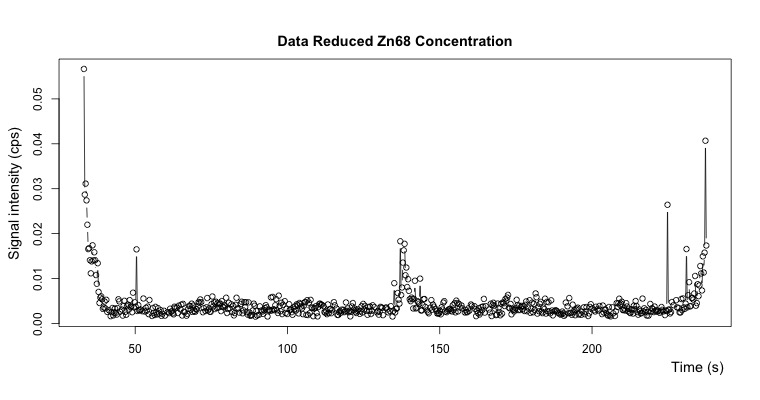 Data Reduced Zn68 Concentration
Signal intensity (cps)
0.05
0.04
0.03
0.02
0.01
0.00
50 100 150 200
Time (s)